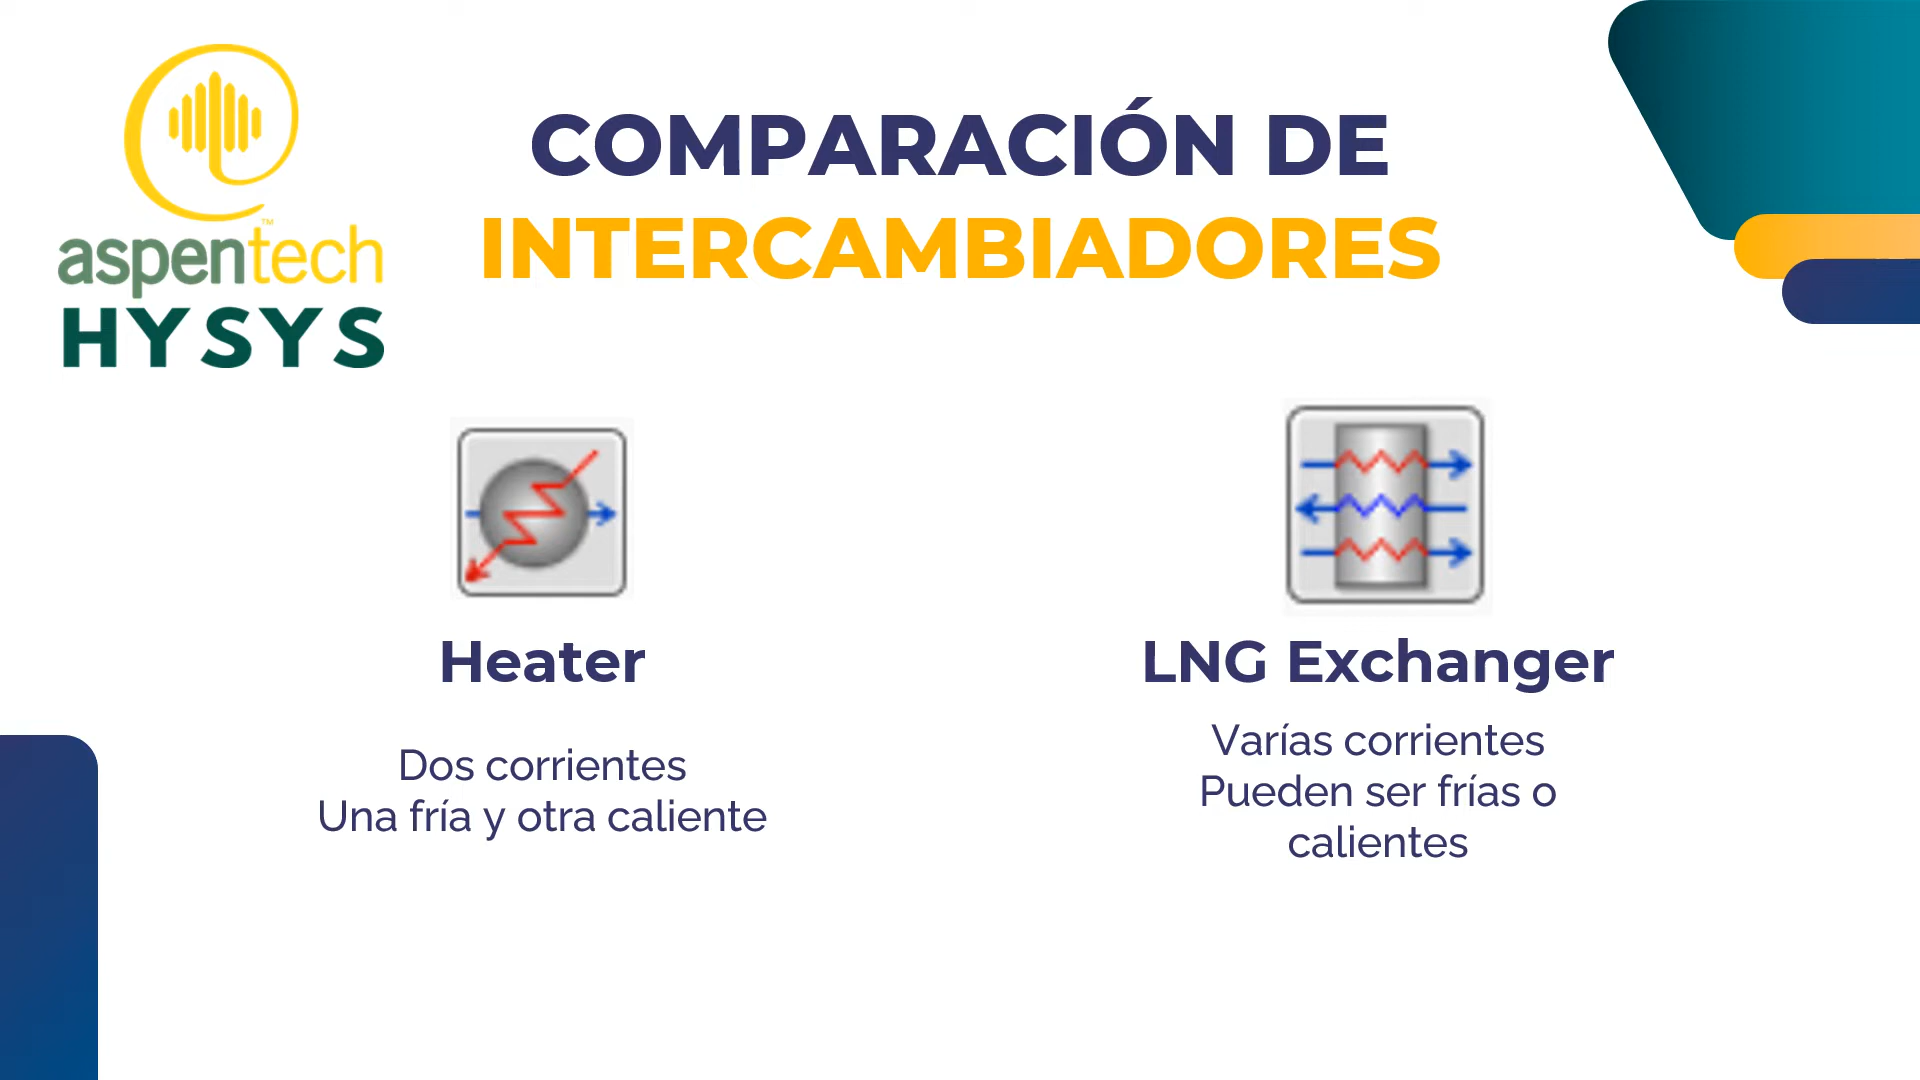 aspentech™
HYSYS
COMPARACIÓN DE
INTERCAMBIADORES
Heater
Dos corrientes
Una fría y otra caliente
LNG Exchanger
Varías corrientes
Pueden ser frías o
calientes